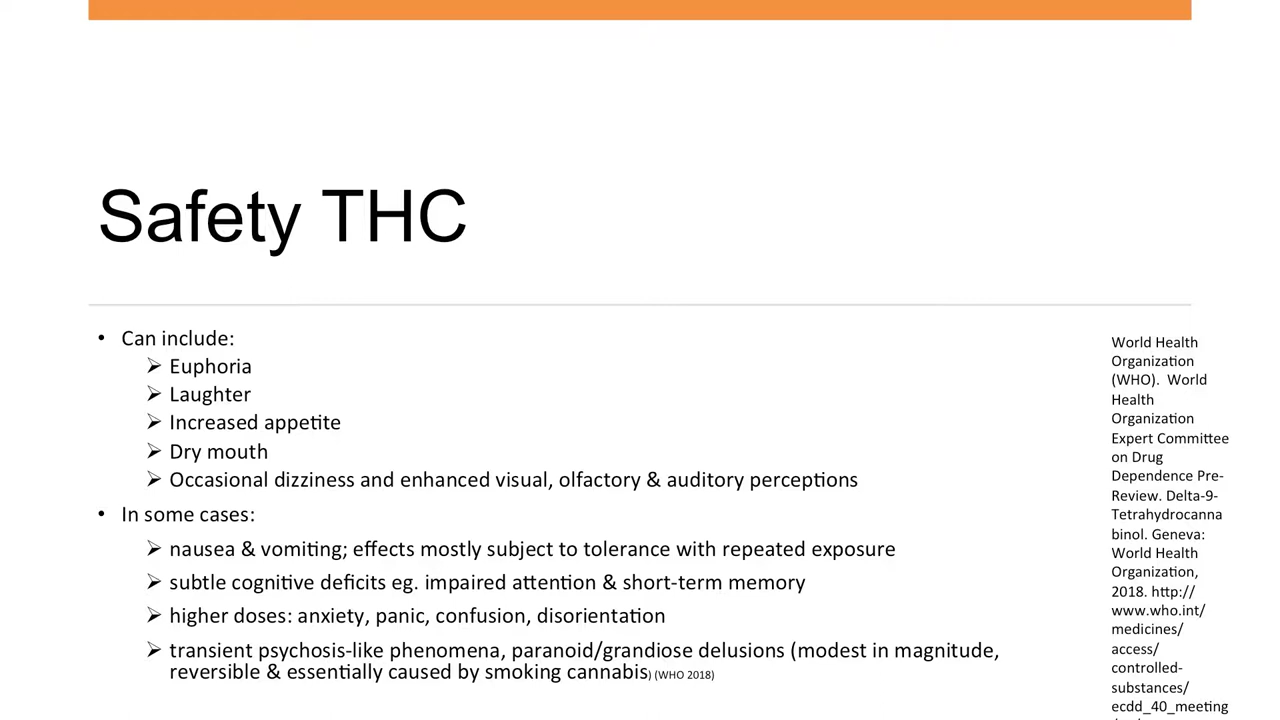 Safety THC
• Can include:
➢ Euphoria
➢ Laughter
➢ Increased appetite
➢ Dry mouth
➢ Occasional dizziness and enhanced visual, olfactory & auditory perceptions
• In some cases:
➢ nausea & vomiting; effects mostly subject to tolerance with repeated exposure
➢ subtle cognitive deficits eg. impaired attention & short-term memory
➢ higher doses: anxiety, panic, confusion, disorientation
➢ transient psychosis-like phenomena, paranoid/grandiose delusions (modest in magnitude,
reversible & essentially caused by smoking cannabis) (WHO 2018)
World Health
Organization
(WHO). World
Health
Organization
Expert Committee
on Drug
Dependence Pre-
Review. Delta-9-
Tetrahydrocanna
binol. Geneva:
World Health
Organization,
2018. http://
www.who.int/
medicines/
access/
controlled-
substances/
ecdd_40_meeting